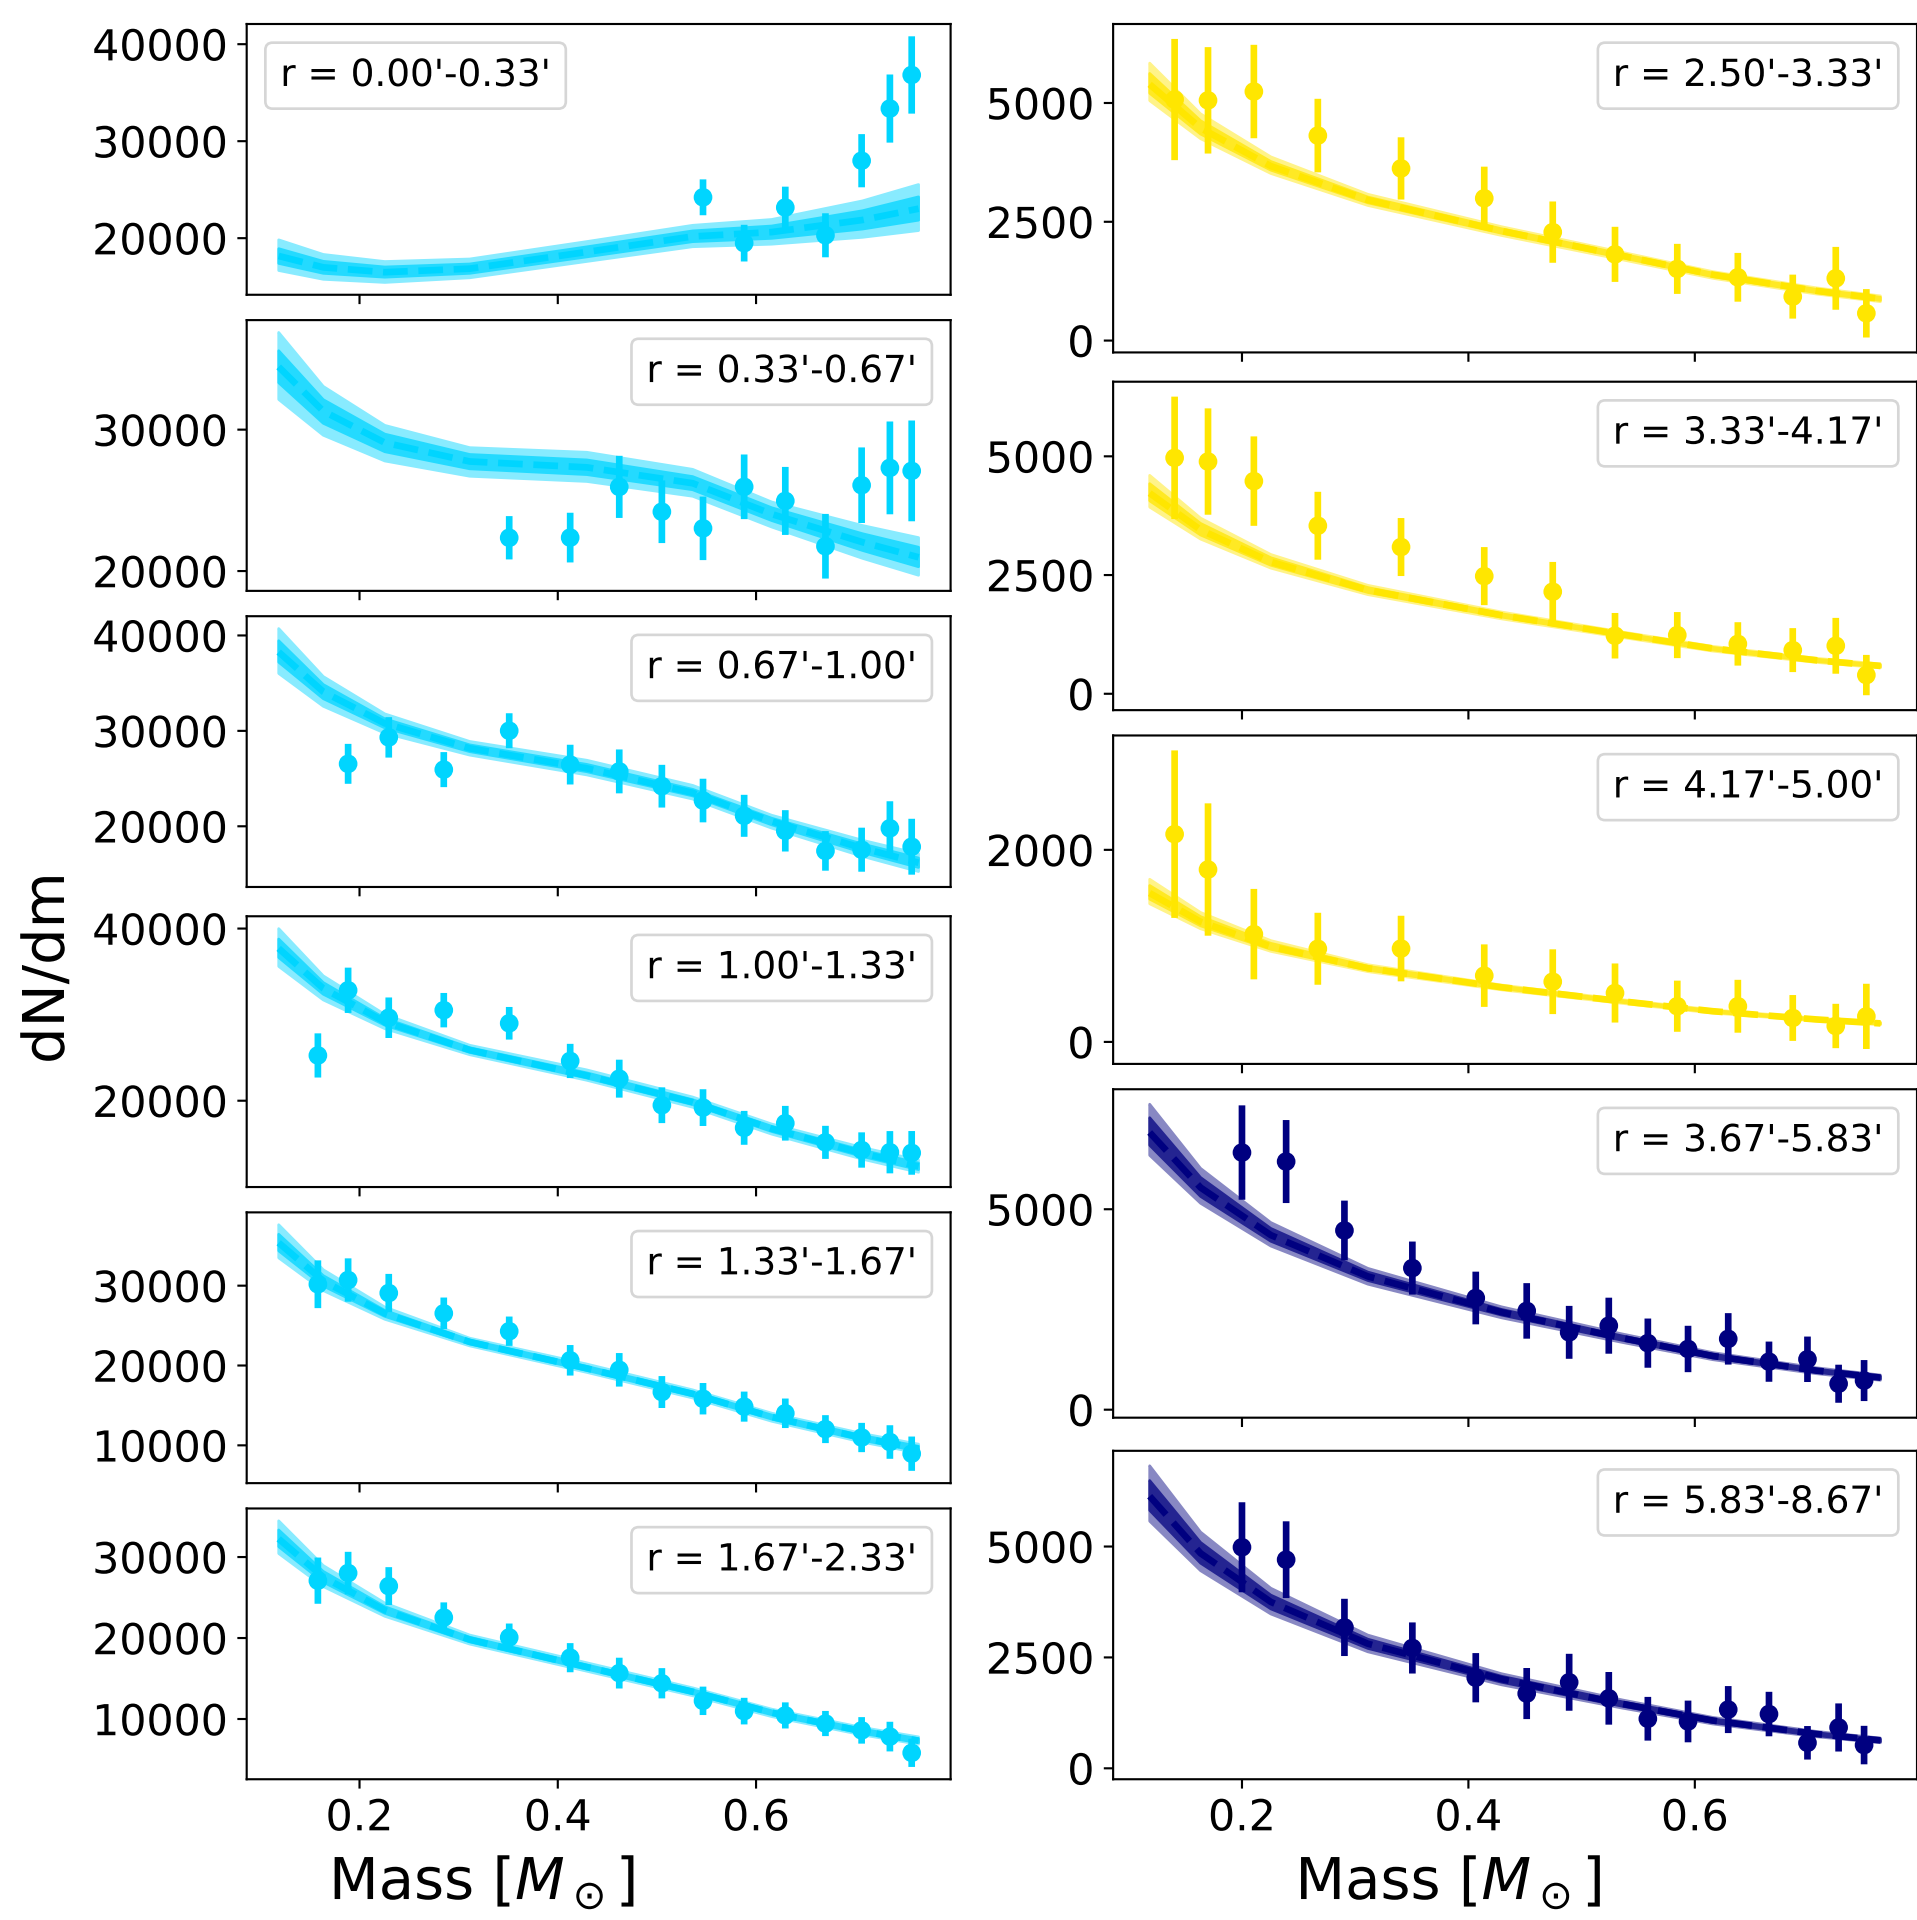 dN/dm
40000
30000
20000
r = 0.00'-0.33'
30000
20000
r = 0.33'-0.67'
40000
30000
20000
r = 0.67'-1.00'
40000
20000
r = 1.00'-1.33'
30000
20000
10000
r = 1.33'-1.67'
30000
20000
10000
r = 1.67'-2.33'
0.2 0.4 0.6
Mass [M⊙]
5000
2500
0
r = 2.50'-3.33'
5000
2500
0
r = 3.33'-4.17'
2000
0
r = 4.17'-5.00'
5000
0
r = 3.67'-5.83'
5000
2500
0
r = 5.83'-8.67'
0.2 0.4 0.6
Mass [M⊙]